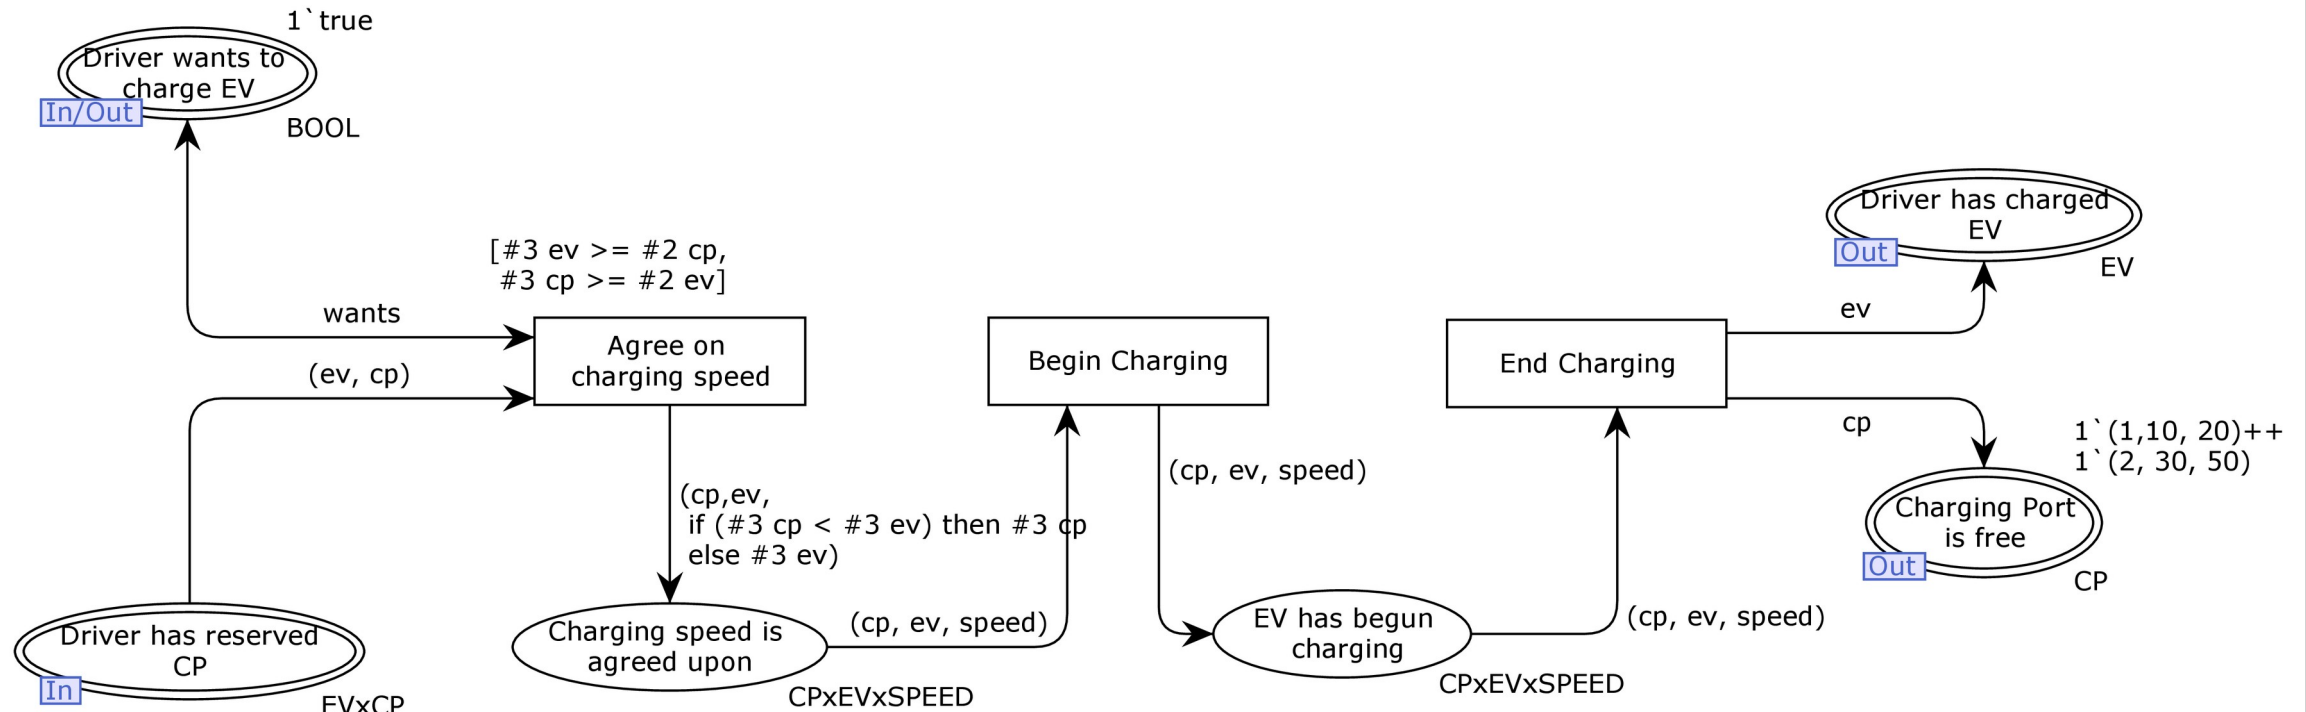 1`true
Driver wants to
charge EV
In/Out
BOOL
wants
(ev, cp)
[#3 ev >= #2 cp,
#3 cp >= #2 ev]
Agree on
charging speed
(cp,ev,
if (#3 cp < #3 ev) then #3 cp
else #3 ev)
Driver has reserved
CP
In
EVxCP
Charging speed is
agreed upon
CPxEVxSPEED
(cp, ev, speed)
Begin Charging
(cp, ev, speed)
EV has begun
charging
CPxEVxSPEED
(cp, ev, speed)
End Charging
ev
Driver has charged
EV
Out
EV
cp
1`(1,10, 20)++
1`(2, 30, 50)
Charging Port
is free
Out
CP